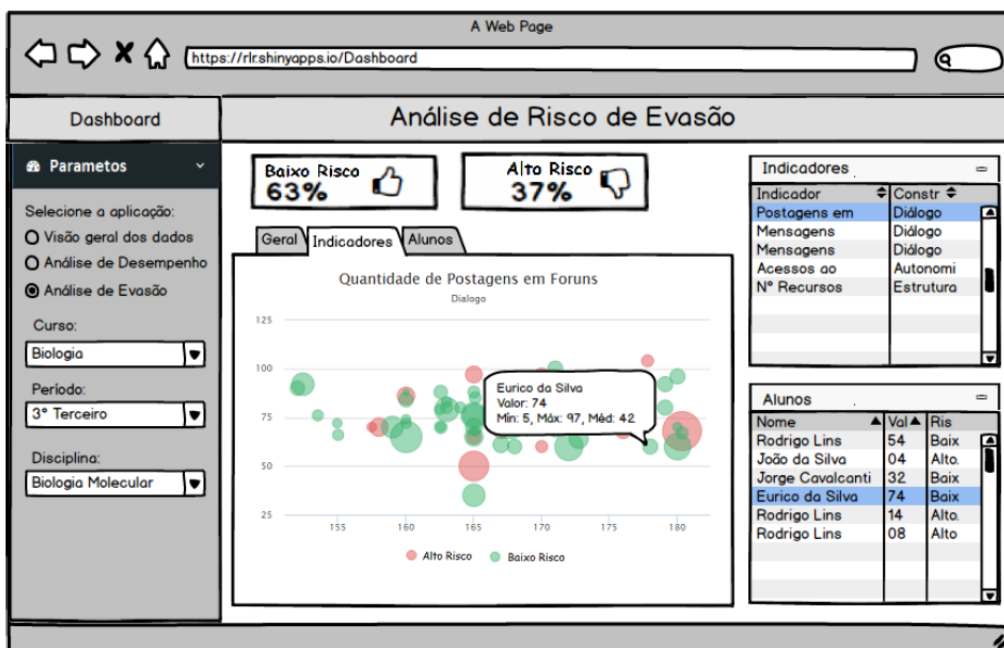 A Web Page
https://rlr.shinyapps.io/Dashboard
Dashboard
Análise de Risco de Evasão
Parametos
Selecione a aplicação:
Visão geral dos dados
Análise de Desempenho
Análise de Evasão
Curso:
Biologia
Período:
3º Terceiro
Disciplina:
Biologia Molecular
Baixo Risco
63%
Alto Risco
37%
Geral Indicadores Alunos
Quantidade de Postagens em Foruns
Dialogo
125
100
75
50
25
155 160 165 170 175 180
Eurico da Silva
Valor: 74
Mín: 5, Máx: 97, Méd: 42
Alto Risco Baixo Risco
Indicadores
Indicador Constr
Postagens em Diálogo
Mensagens Diálogo
Mensagens Diálogo
Acessos ao Autonomi
Nº Recursos Estrutura
Alunos
Nome Val Ris
Rodrigo Lins 54 Baix
João da Silva 04 Alto.
Jorge Cavalcanti 32 Baix
Eurico da Silva 74 Baix
Rodrigo Lins 14 Alto.
Rodrigo Lins 08 Alto